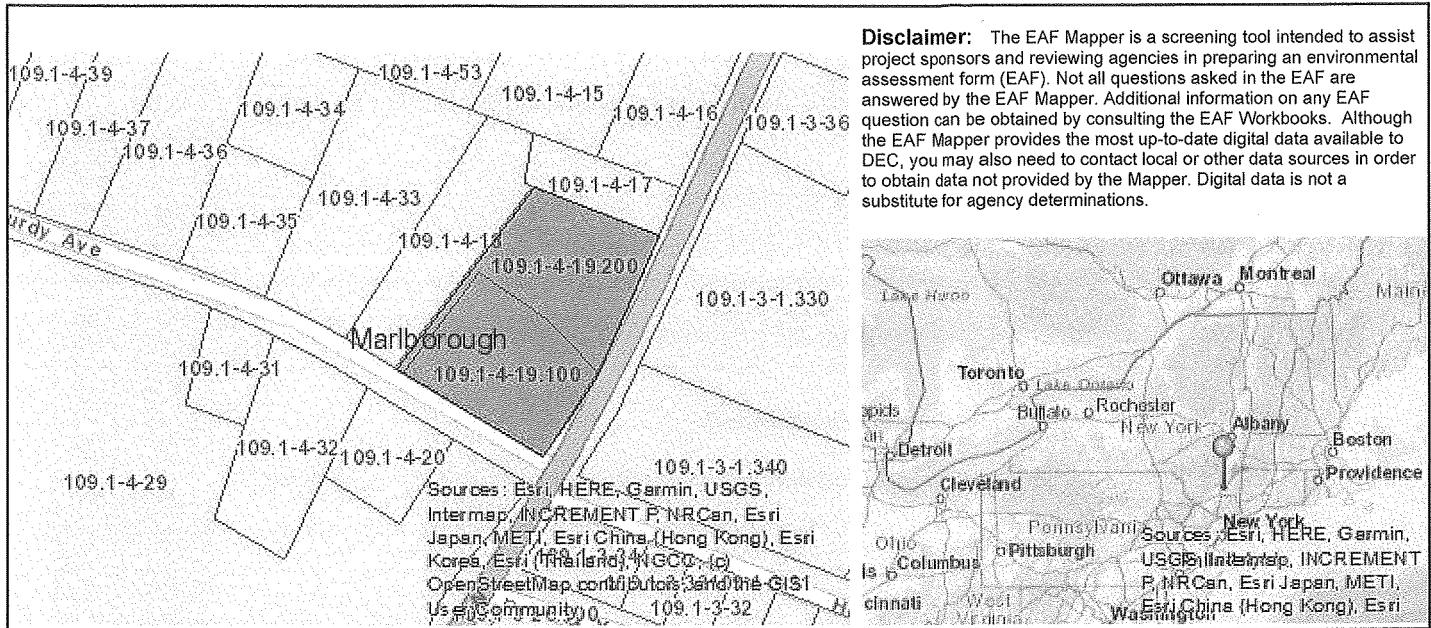 Disclaimer: The EAF Mapper is a screening tool intended to assist
project sponsors and reviewing agencies in preparing an environmental
assessment form (EAF). Not all questions asked in the EAF are
answered by the EAF Mapper. Additional information on any EAF
question can be obtained by consulting the EAF Workbooks. Although
the EAF Mapper provides the most up-to-date digital data available to
DEC, you may also need to contact local or other data sources in order
to obtain data not provided by the Mapper. Digital data is not a
substitute for agency determinations.
109.1-4-39
109.1-4-53
109.1-4-34
109.1-4-15
109.1-4-37
109.1-4-16
109.1-3-36
109.1-4-36
109.1-4-17
109.1-4-33
109.1-4-35
urdy Ave
109.1-4-19.200
109.1-3-1.330
Marlborough
109.1-4-31
109.1-4-19.100
109.1-4-32
109.1-4-20
109.1-3-1.340
109.1-4-29
Sources: Esri, HERE, Garmin, USGS,
Intermap, INCREMENT P, NRCan, Esri
Japan, METI, Esri China (Hong Kong), Esri
Korea, Esri (Thailand), NGCC, (c)
OpenStreetMap contributors, and the GIS
User Community
109.1-3-32
Ottawa
Montreal
Maine
Toronto
Lake Ontario
Buffalo
Rochester
rapids
New York
Albany
Detroit
Boston
Providence
Cleveland
New York
Pennsylvania
Ohio
Pittsburgh
Columbus
cinnati
West
Washington
Sources: Esri, HERE, Garmin,
USGS, Intermap, INCREMENT
P, NRCan, Esri Japan, METI,
Esri China (Hong Kong), Esri